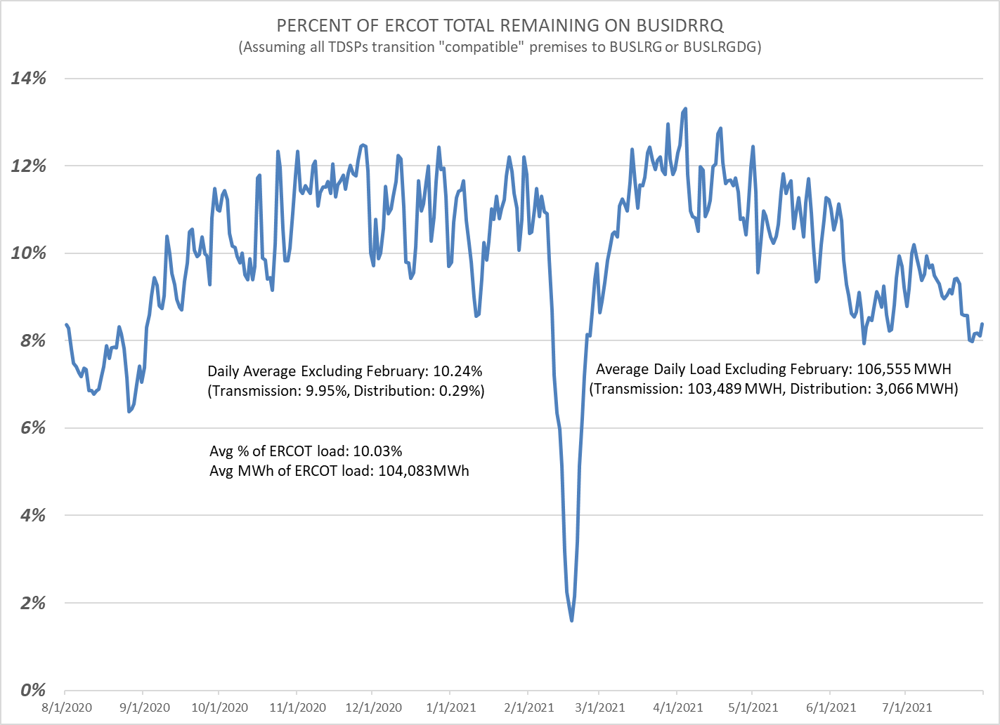 PERCENT OF ERCOT TOTAL REMAINING ON BUSIDRRQ
(Assuming all TDSPs transition "compatible" premises to BUSLRG or BUSLRGDG)
14%
12%
10%
8%
6%
4%
2%
0%
Daily Average Excluding February: 10.24%
(Transmission: 9.95%, Distribution: 0.29%)
Avg % of ERCOT load: 10.03%
Avg MWh of ERCOT load: 104,083MWh
Average Daily Load Excluding February: 106,555 MWH
(Transmission: 103,489 MWH, Distribution: 3,066 MWH)
8/1/2020 9/1/2020 10/1/2020 11/1/2020 12/1/2020 1/1/2021 2/1/2021 3/1/2021 4/1/2021 5/1/2021 6/1/2021 7/1/2021